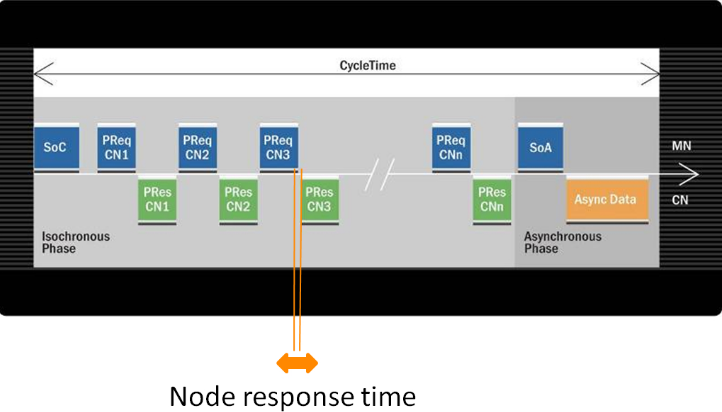 CycleTime
SoC
PReq
CN1
PReq
CN2
PReq
CN3
PReq
CNn
SoA
MN
PRes
CN1
PRes
CN2
PRes
CN3
PRes
CNn
Async Data
CN
Isochronous
Phase
Asynchronous
Phase
Node response time